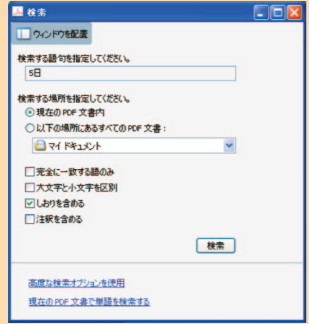 検索
ウィンドウを配置
検索する語句を指定してください。
5日
検索する場所を指定してください。
現在の PDF 文書内
以下の場所にあるすべての PDF 文書：
マイ ドキュメント
完全に一致する語のみ
大文字と小文字を区別
しおりを含める
注釈を含める
検索
高度な検索オプションを使用
現在の PDF 文書で単語を検索する